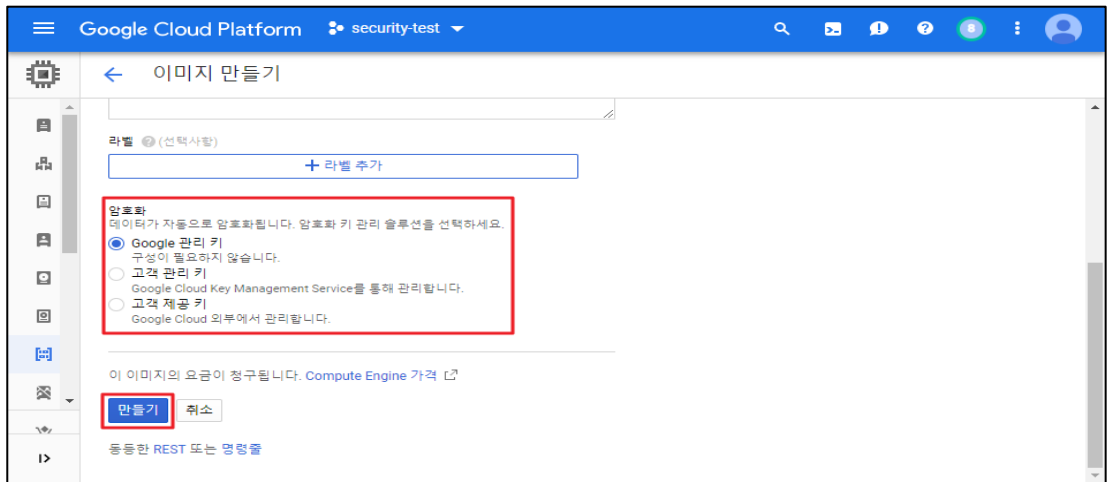 Google Cloud Platform security-test
8
이미지 만들기
라벨 (선택사항)
+ 라벨 추가
암호화
데이터가 자동으로 암호화됩니다. 암호화 키 관리 솔루션을 선택하세요.
Google 관리 키
구성이 필요하지 않습니다.
고객 관리 키
Google Cloud Key Management Service를 통해 관리합니다.
고객 제공 키
Google Cloud 외부에서 관리합니다.
이 이미지의 요금이 청구됩니다. Compute Engine 가격
만들기 취소
동등한 REST 또는 명령줄